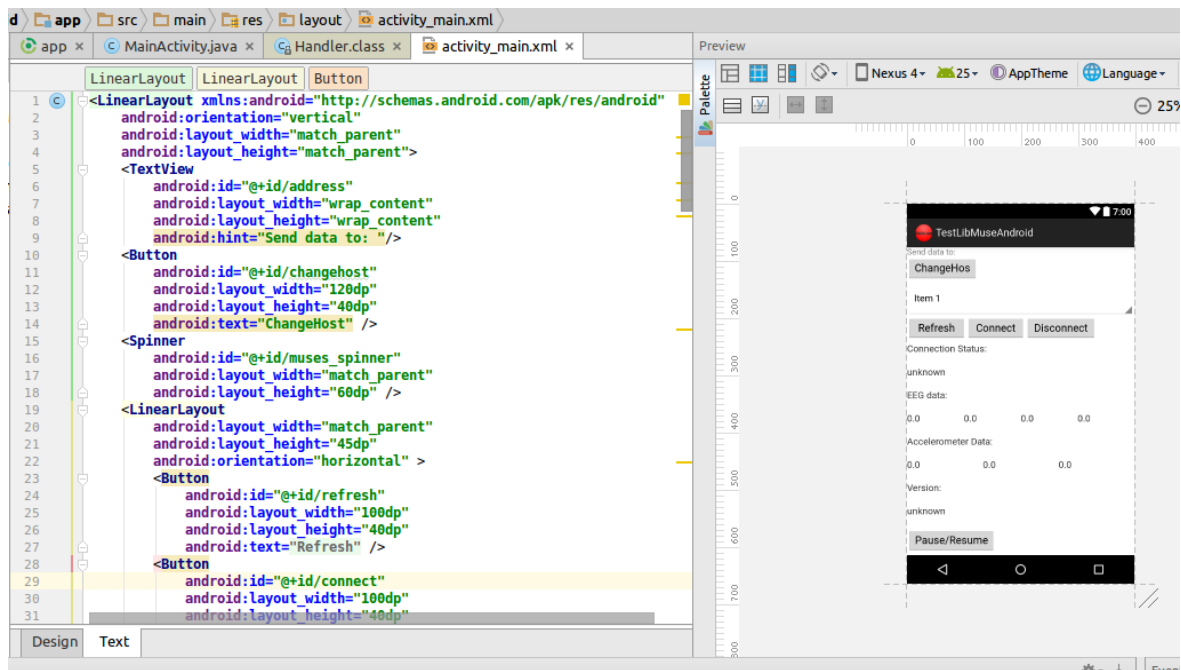 d app src main res layout activity_main.xml
app × MainActivity.java × Handler.class × activity_main.xml ×
Preview
LinearLayout LinearLayout Button
Palette
Nexus 4 25 AppTheme Language
25%
1 <LinearLayout xmlns:android="http://schemas.android.com/apk/res/android"
2 android:orientation="vertical"
3 android:layout_width="match_parent"
4 android:layout_height="match_parent">
5 <TextView
6 android:id="@+id/address"
7 android:layout_width="wrap_content"
8 android:layout_height="wrap_content"
9 android:hint="Send data to: "/>
10 <Button
11 android:id="@+id/changehost"
12 android:layout_width="120dp"
13 android:layout_height="40dp"
14 android:text="ChangeHost" />
15 <Spinner
16 android:id="@+id/muses_spinner"
17 android:layout_width="match_parent"
18 android:layout_height="60dp" />
19 <LinearLayout
20 android:layout_width="match_parent"
21 android:layout_height="45dp"
22 android:orientation="horizontal" >
23 <Button
24 android:id="@+id/refresh"
25 android:layout_width="100dp"
26 android:layout_height="40dp"
27 android:text="Refresh" />
28 <Button
29 android:id="@+id/connect"
30 android:layout_width="100dp"
31 android:layout_height="40dp"
Design Text
0 100 200 300 400
0
100
200
300
400
500
600
700
800
7:00
TestLibMuseAndroid
Send data to:
ChangeHos
Item 1
Refresh Connect Disconnect
Connection Status:
unknown
EEG data:
0.0 0.0 0.0 0.0
Accelerometer Data:
0.0 0.0 0.0
Version:
unknown
Pause/Resume